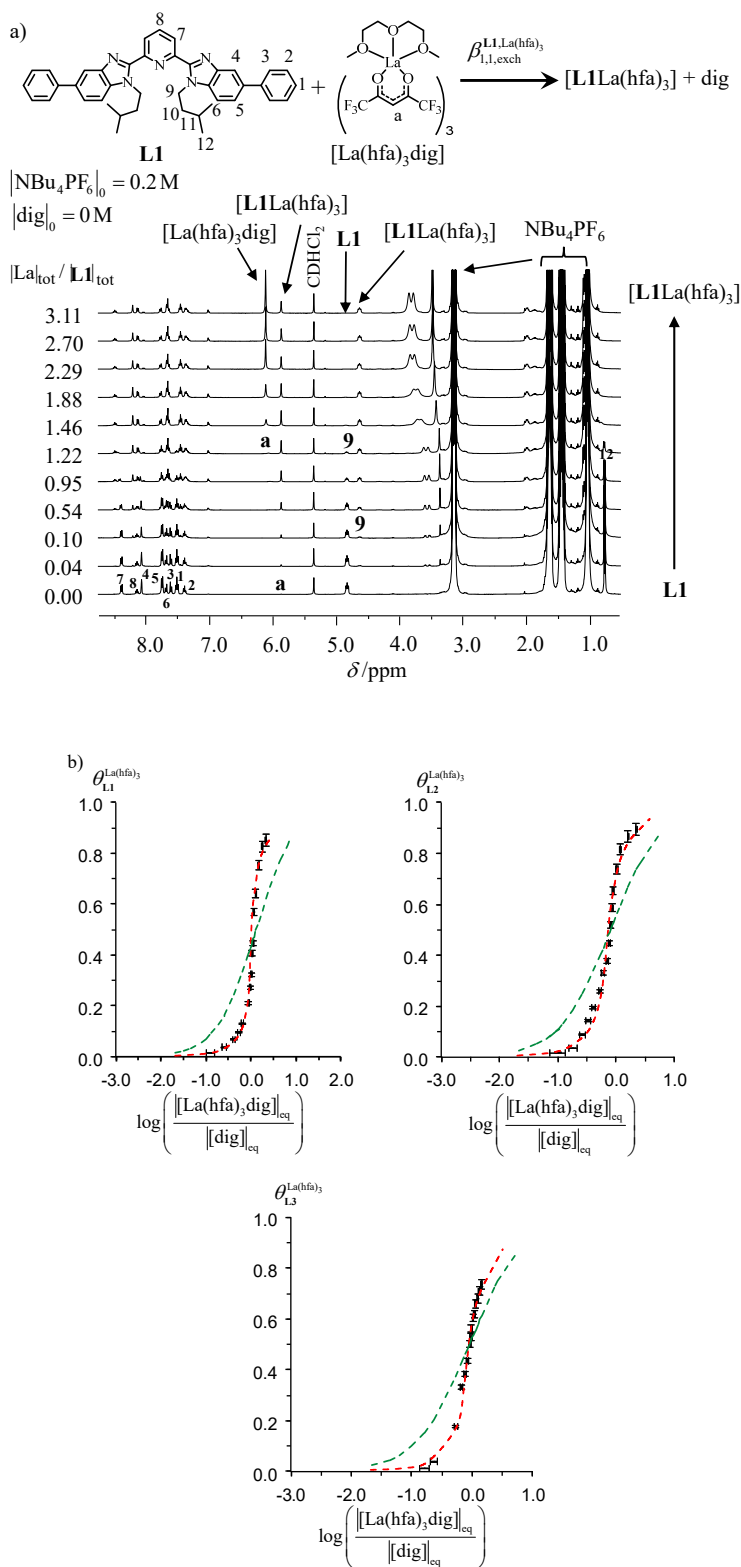 a)
8
7
N N N
N N
4 3 2
1
9 6 5
10
11
12
L1
+
O
O O
La
O O
F₃C CF₃
a
3
[La(hfa)₃dig]
β1,1,exch^L1,La(hfa)₃
[L1La(hfa)₃] + dig
|NBu₄PF₆|₀ = 0.2 M
|dig|₀ = 0 M
[L1La(hfa)₃]
[La(hfa)₃dig]
CDHCl₂
L1
[L1La(hfa)₃]
NBu₄PF₆
|La|tot / |L1|tot
[L1La(hfa)₃]
3.11
2.70
2.29
1.88
1.46
1.22 a 9 12
0.95
0.54
0.10 9
0.04
0.00 7 8 4 5 6 3 1 2 a
L1
8.0 7.0 6.0 5.0 4.0 3.0 2.0 1.0
δ /ppm
b)
θL1^La(hfa)₃
1.0
0.8
0.6
0.4
0.2
0.0
-3.0 -2.0 -1.0 0.0 1.0 2.0
log(|[La(hfa)₃dig]|eq / |[dig]|eq)
θL2^La(hfa)₃
1.0
0.8
0.6
0.4
0.2
0.0
-3.0 -2.0 -1.0 0.0 1.0
log(|[La(hfa)₃dig]|eq / |[dig]|eq)
θL3^La(hfa)₃
1.0
0.8
0.6
0.4
0.2
0.0
-3.0 -2.0 -1.0 0.0 1.0
log(|[La(hfa)₃dig]|eq / |[dig]|eq)